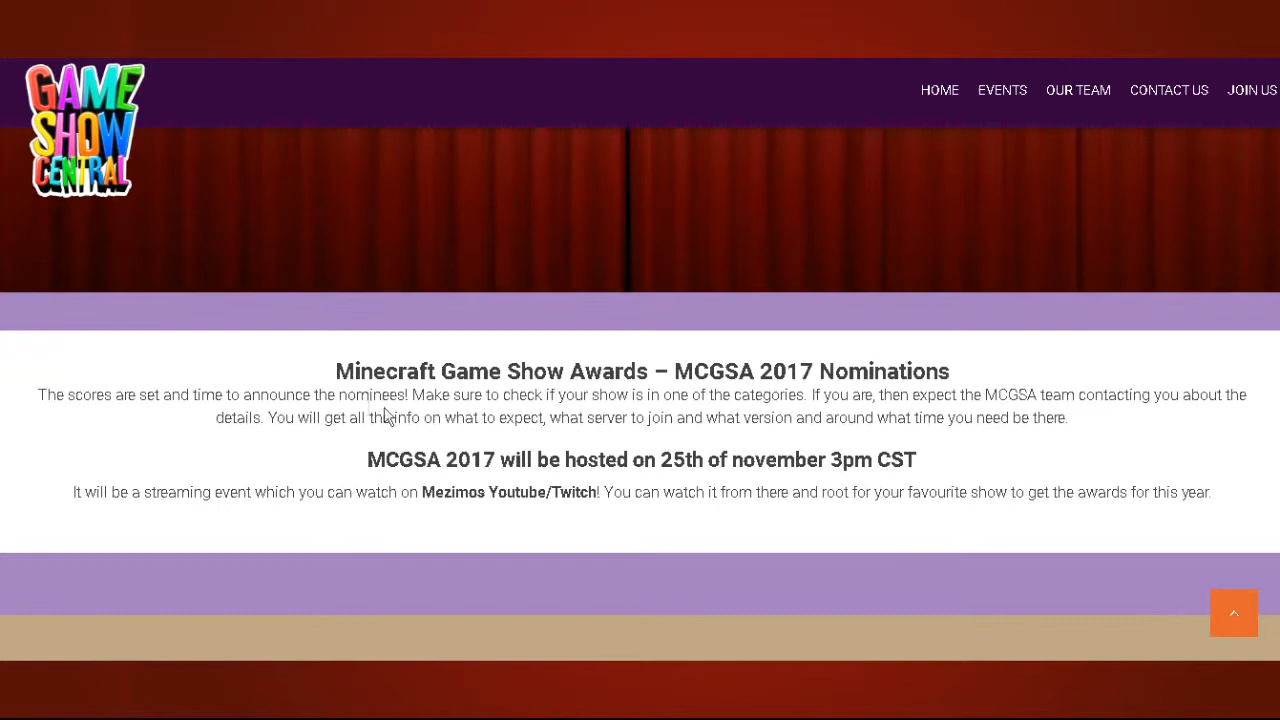 GAME
SHOW
CENTRAL
HOME EVENTS OUR TEAM CONTACT US JOIN US
Minecraft Game Show Awards – MCGSA 2017 Nominations
The scores are set and time to announce the nominees! Make sure to check if your show is in one of the categories. If you are, then expect the MCGSA team contacting you about the
details. You will get all the info on what to expect, what server to join and what version and around what time you need be there.
MCGSA 2017 will be hosted on 25th of november 3pm CST
It will be a streaming event which you can watch on Mezimos Youtube/Twitch! You can watch it from there and root for your favourite show to get the awards for this year.